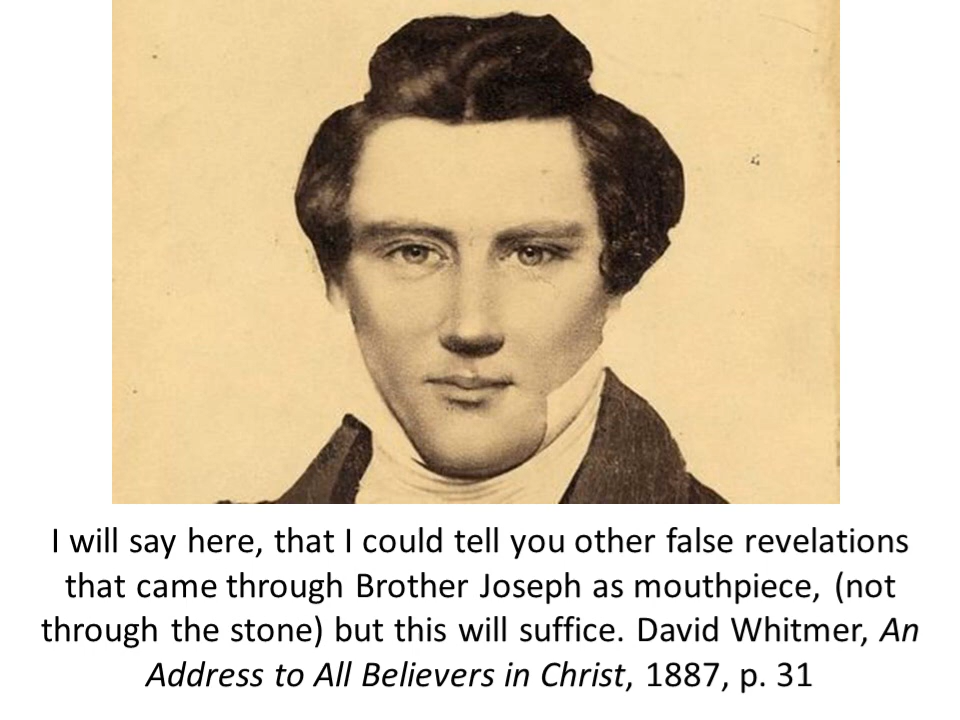 I will say here, that I could tell you other false revelations
that came through Brother Joseph as mouthpiece, (not
through the stone) but this will suffice. David Whitmer, An
Address to All Believers in Christ, 1887, p. 31